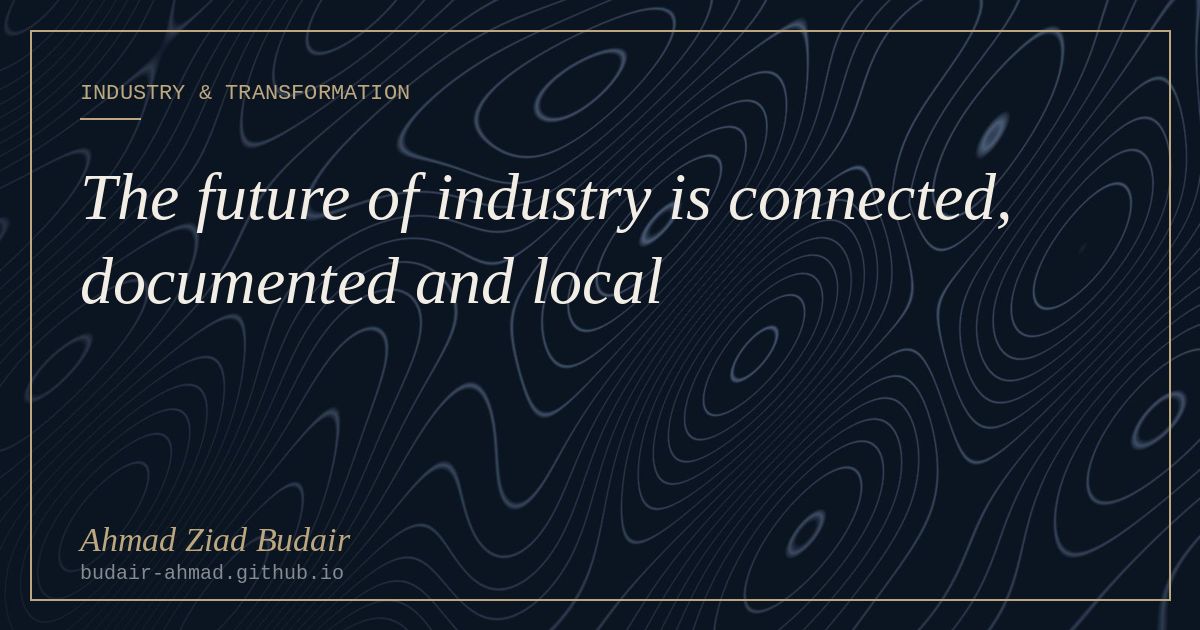 INDUSTRY & TRANSFORMATION
The future of industry is connected,
documented and local
Ahmad Ziad Budair
budair-ahmad.github.io